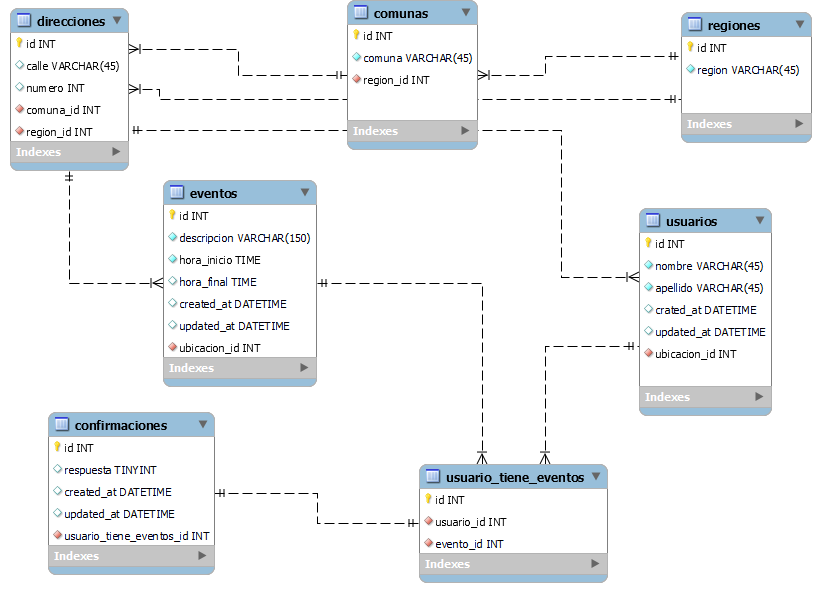 direcciones
id INT
calle VARCHAR(45)
numero INT
comuna_id INT
region_id INT
Indexes
comunas
id INT
comuna VARCHAR(45)
region_id INT
Indexes
regiones
id INT
region VARCHAR(45)
Indexes
eventos
id INT
descripcion VARCHAR(150)
hora_inicio TIME
hora_final TIME
created_at DATETIME
updated_at DATETIME
ubicacion_id INT
Indexes
usuarios
id INT
nombre VARCHAR(45)
apellido VARCHAR(45)
crated_at DATETIME
updated_at DATETIME
ubicacion_id INT
Indexes
confirmaciones
id INT
respuesta TINYINT
created_at DATETIME
updated_at DATETIME
usuario_tiene_eventos_id INT
Indexes
usuario_tiene_eventos
id INT
usuario_id INT
evento_id INT
Indexes